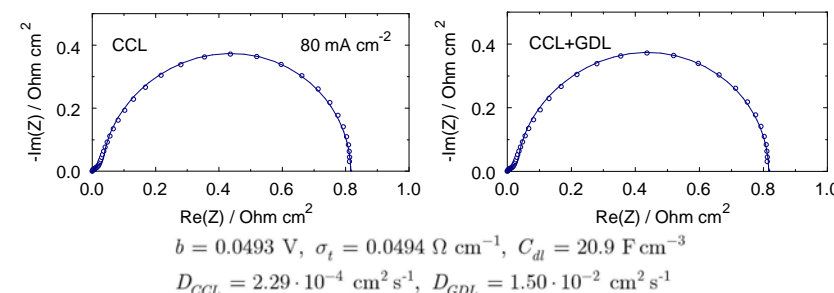 CCL 80 mA cm⁻²
CCL+GDL
-Im(Z) / Ohm cm²
0.4
0.2
0.0
0.0 0.2 0.4 0.6 0.8 1.0
Re(Z) / Ohm cm²
-Im(Z) / Ohm cm²
0.4
0.2
0.0
0.0 0.2 0.4 0.6 0.8 1.0
Re(Z) / Ohm cm²
b = 0.0493 V, σₜ = 0.0494 Ω cm⁻¹, C_dl = 20.9 F cm⁻³
D_CCL = 2.29 · 10⁻⁴ cm² s⁻¹, D_GDL = 1.50 · 10⁻² cm² s⁻¹